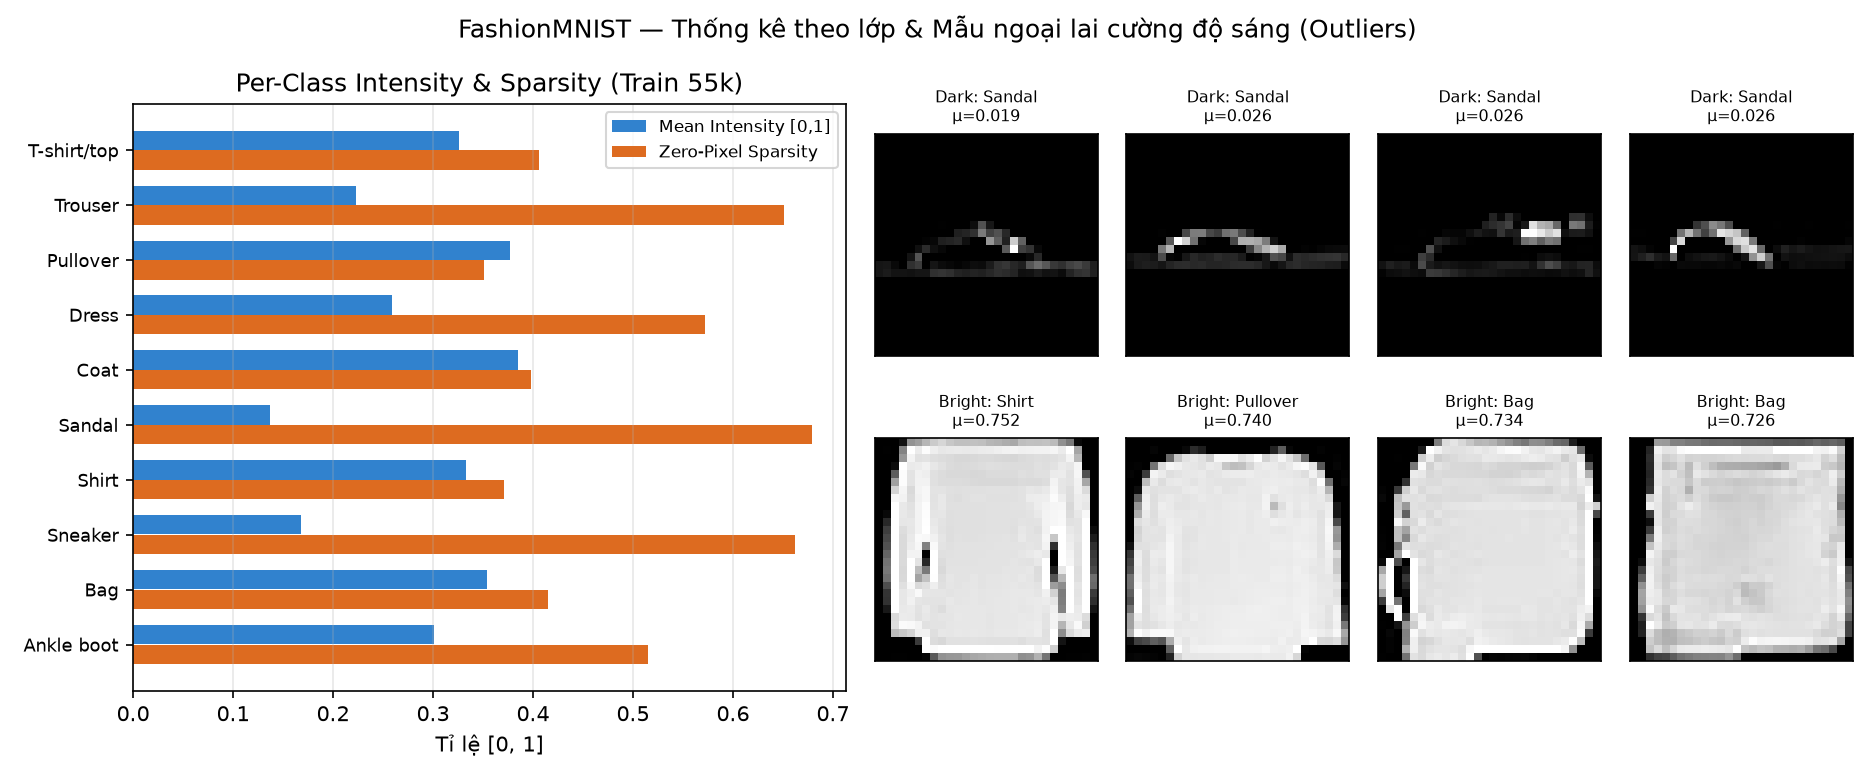 FashionMNIST — Thống kê theo lớp & Mẫu ngoại lai cường độ sáng (Outliers)
Per-Class Intensity & Sparsity (Train 55k)
Mean Intensity [0,1]
Zero-Pixel Sparsity
T-shirt/top
Trouser
Pullover
Dress
Coat
Sandal
Shirt
Sneaker
Bag
Ankle boot
0.0 0.1 0.2 0.3 0.4 0.5 0.6 0.7
Tỉ lệ [0, 1]
Dark: Sandal
μ=0.019
Dark: Sandal
μ=0.026
Dark: Sandal
μ=0.026
Dark: Sandal
μ=0.026
Bright: Shirt
μ=0.752
Bright: Pullover
μ=0.740
Bright: Bag
μ=0.734
Bright: Bag
μ=0.726